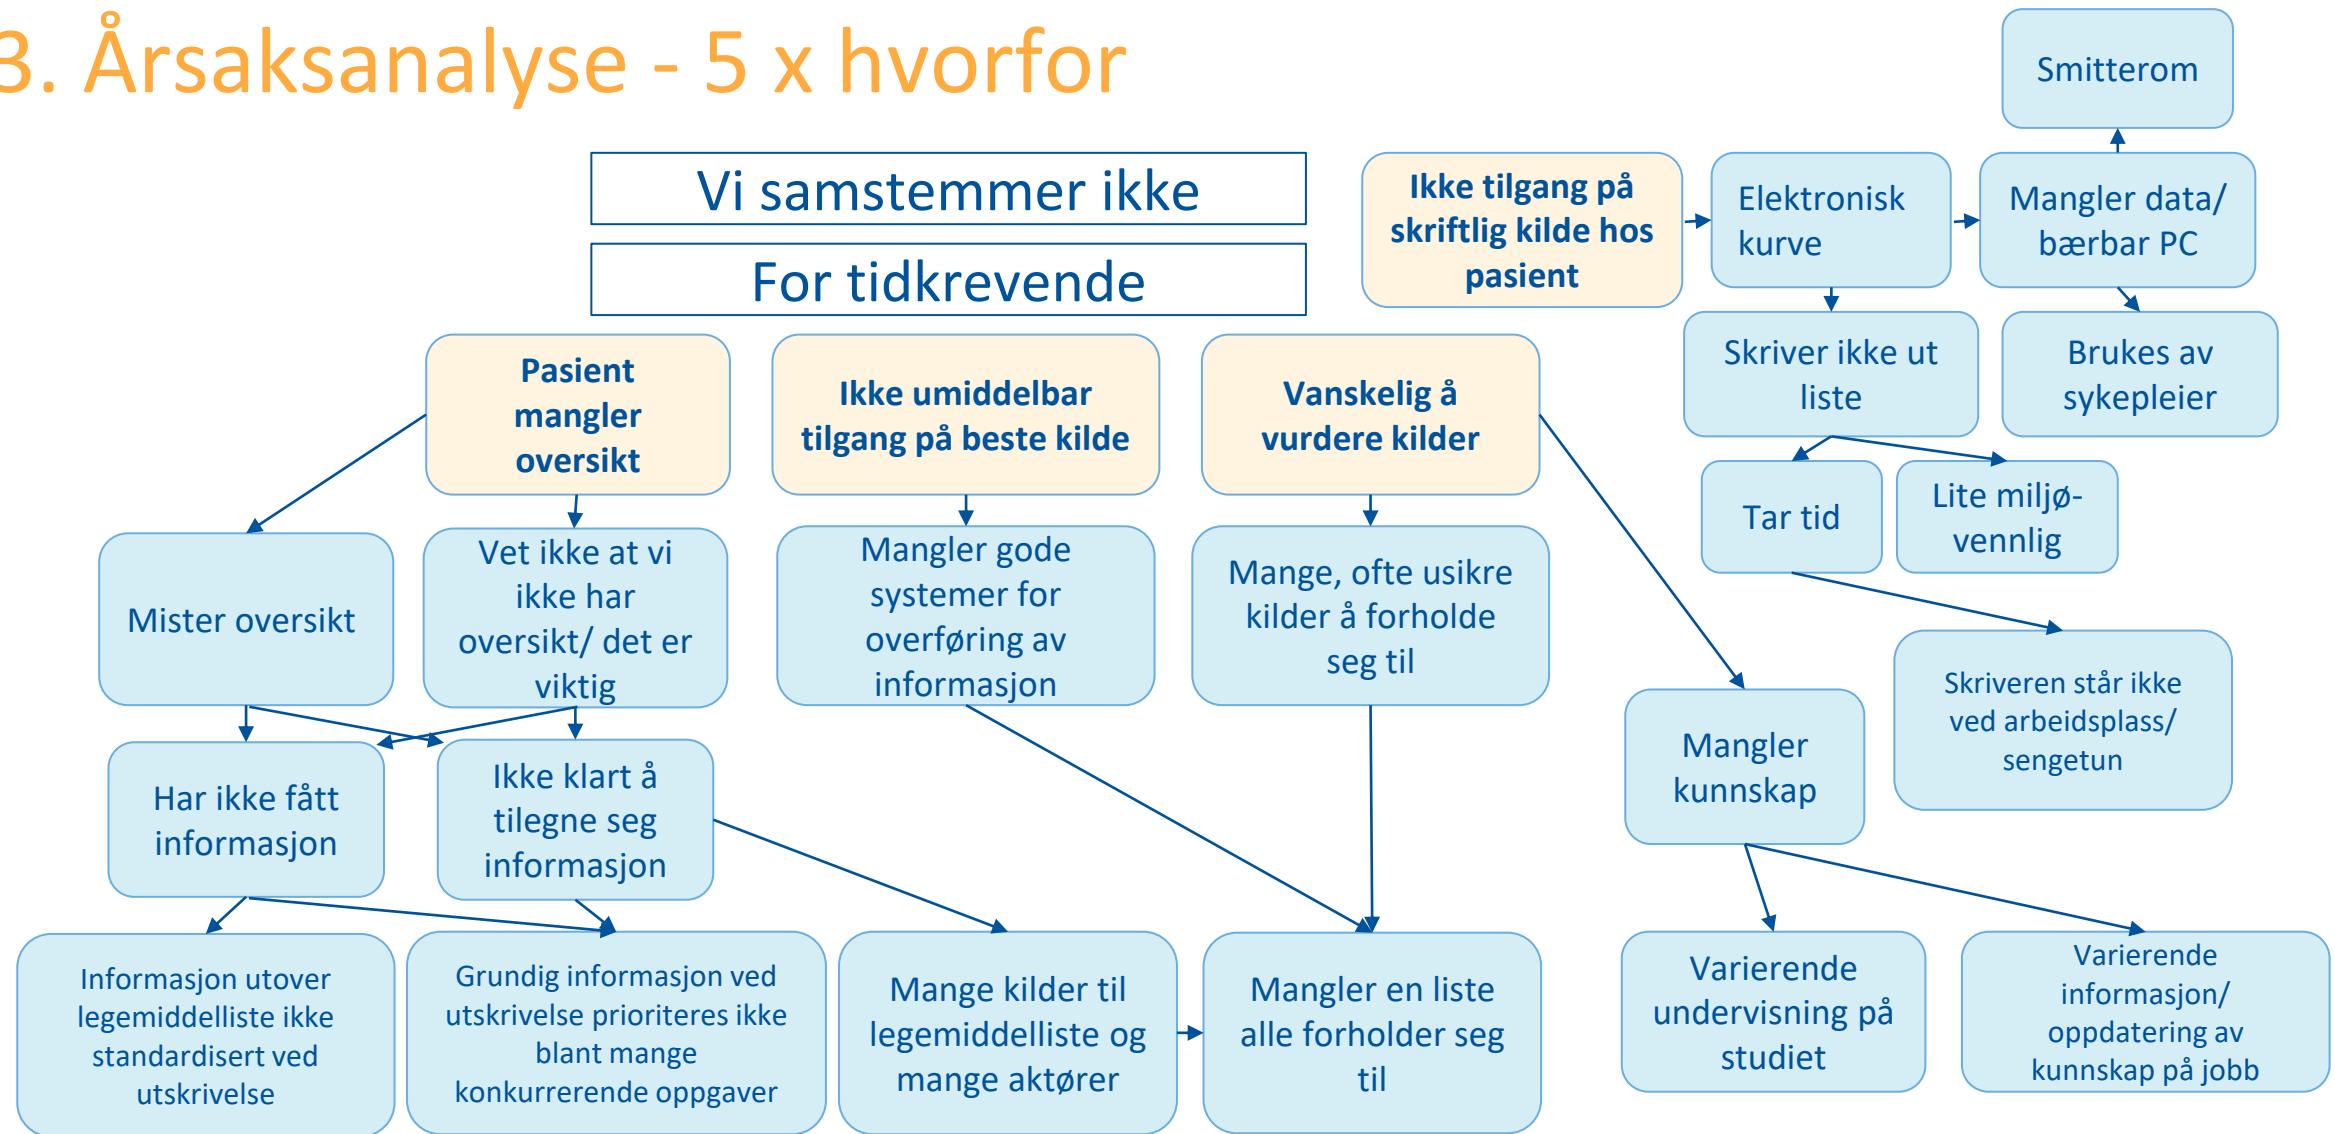 3. Årsaksanalyse - 5 x hvorfor
Smitterom
Vi samstemmer ikke
For tidkrevende
Ikke tilgang på
skriftlig kilde hos
pasient
Elektronisk
kurve
Mangler data/
bærbar PC
Skriver ikke ut
liste
Brukes av
sykepleier
Pasient
mangler
oversikt
Ikke umiddelbar
tilgang på beste kilde
Vanskelig å
vurdere kilder
Tar tid
Lite miljø-
vennlig
Mister oversikt
Vet ikke at vi
ikke har
oversikt/ det er
viktig
Mangler gode
systemer for
overføring av
informasjon
Mange, ofte usikre
kilder å forholde
seg til
Skriveren står ikke
ved arbeidsplass/
sengetun
Mangler
kunnskap
Har ikke fått
informasjon
Ikke klart å
tilegne seg
informasjon
Informasjon utover
legemiddelliste ikke
standardisert ved
utskrivelse
Grundig informasjon ved
utskrivelse prioriteres ikke
blant mange
konkurrerende oppgaver
Mange kilder til
legemiddelliste og
mange aktører
Mangler en liste
alle forholder seg
til
Varierende
undervisning på
studiet
Varierende
informasjon/
oppdatering av
kunnskap på jobb